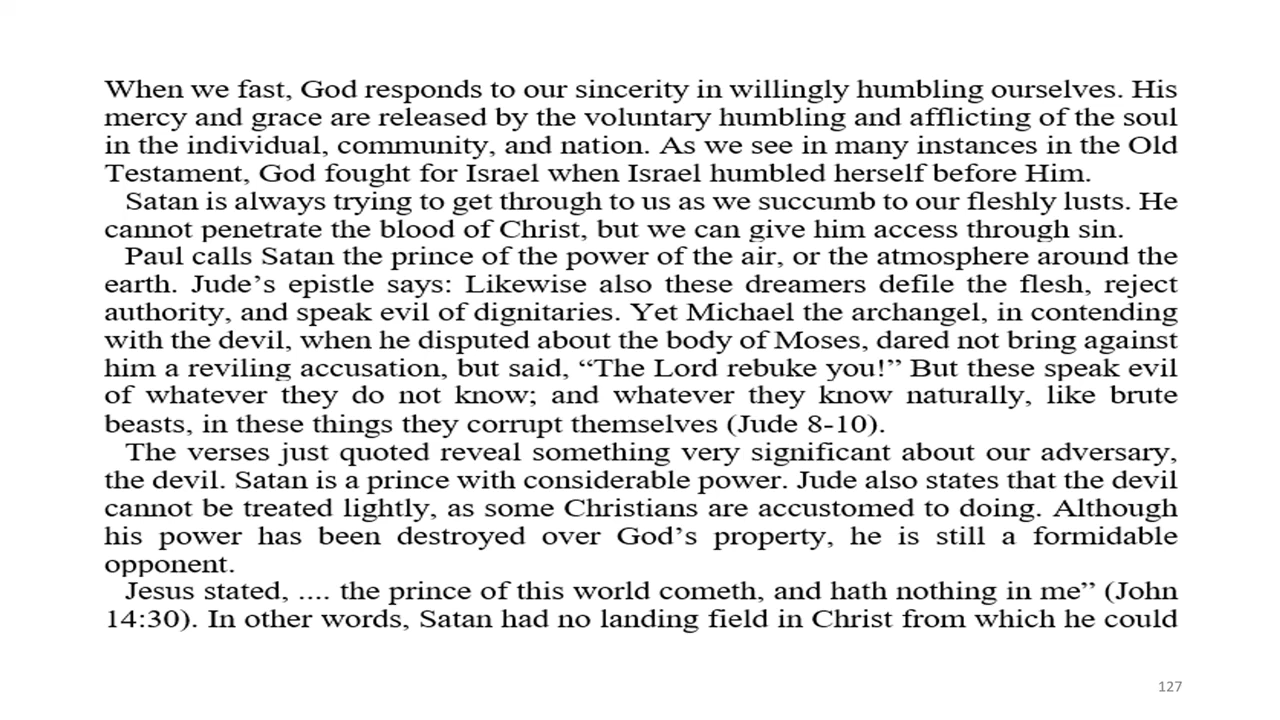 When we fast, God responds to our sincerity in willingly humbling ourselves. His
mercy and grace are released by the voluntary humbling and afflicting of the soul
in the individual, community, and nation. As we see in many instances in the Old
Testament, God fought for Israel when Israel humbled herself before Him.
Satan is always trying to get through to us as we succumb to our fleshly lusts. He
cannot penetrate the blood of Christ, but we can give him access through sin.
Paul calls Satan the prince of the power of the air, or the atmosphere around the
earth. Jude’s epistle says: Likewise also these dreamers defile the flesh, reject
authority, and speak evil of dignitaries. Yet Michael the archangel, in contending
with the devil, when he disputed about the body of Moses, dared not bring against
him a reviling accusation, but said, “The Lord rebuke you!” But these speak evil
of whatever they do not know; and whatever they know naturally, like brute
beasts, in these things they corrupt themselves (Jude 8-10).
The verses just quoted reveal something very significant about our adversary,
the devil. Satan is a prince with considerable power. Jude also states that the devil
cannot be treated lightly, as some Christians are accustomed to doing. Although
his power has been destroyed over God’s property, he is still a formidable
opponent.
Jesus stated, .... the prince of this world cometh, and hath nothing in me” (John
14:30). In other words, Satan had no landing field in Christ from which he could
127